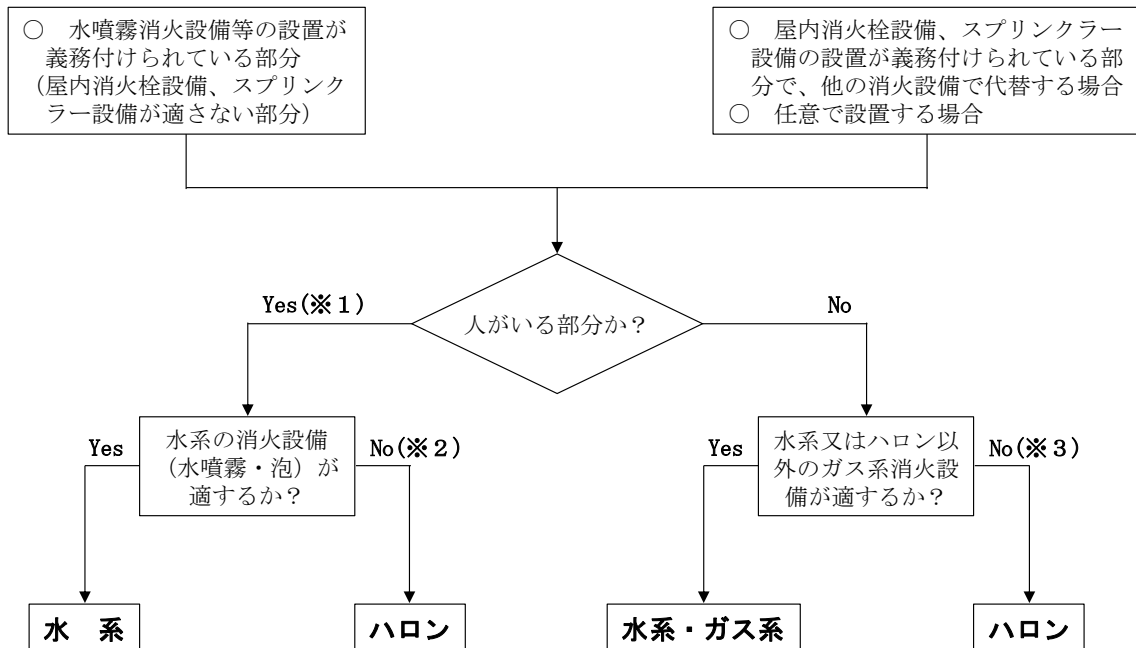 ○　水噴霧消火設備等の設置が
義務付けられている部分
（屋内消火栓設備、スプリンク
ラー設備が適さない部分）
○　屋内消火栓設備、スプリンクラー
設備の設置が義務付けられている部
分で、他の消火設備で代替する場合
○　任意で設置する場合
Yes(※1)
人がいる部分か？
No
Yes
水系の消火設備
（水噴霧・泡）が
適するか？
No(※2)
Yes
水系又はハロン以
外のガス系消火設
備が適するか？
No(※3)
水　系
ハロン
水系・ガス系
ハロン